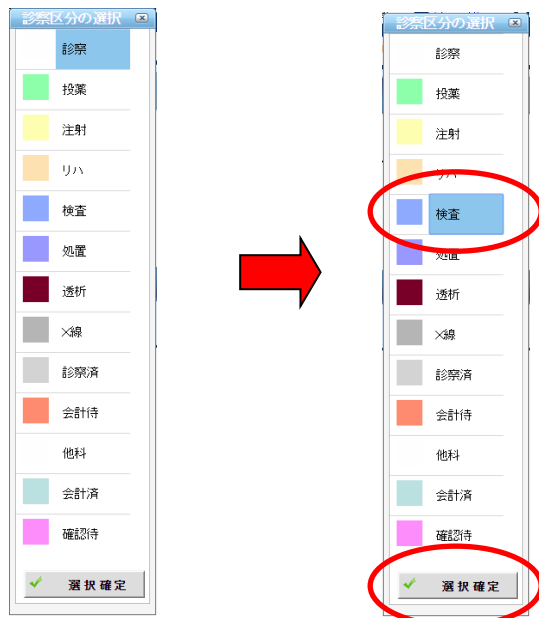 診察区分の選択
診察
投薬
注射
リハ
検査
処置
透析
X線
診察済
会計待
他科
会計済
確認待
選択確定
診察区分の選択
診察
投薬
注射
リハ
検査
処置
透析
X線
診察済
会計待
他科
会計済
確認待
選択確定